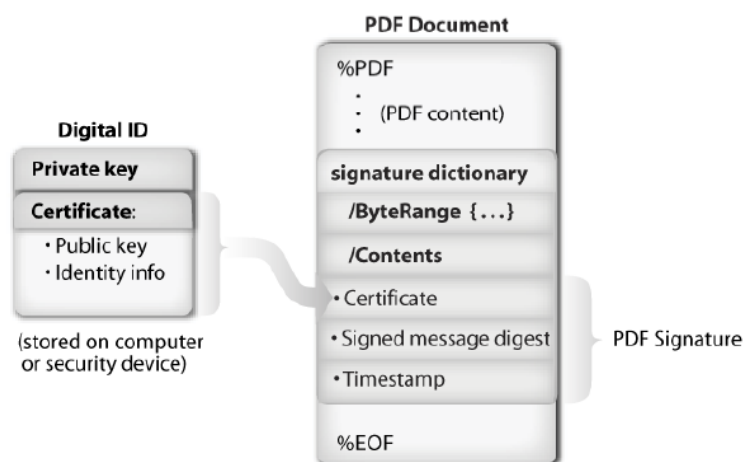 PDF Document
%PDF
(PDF content)
Digital ID
Private key
Certificate:
• Public key
• Identity info
(stored on computer
or security device)
signature dictionary
/ByteRange {...}
/Contents
• Certificate
• Signed message digest
• Timestamp
PDF Signature
%EOF